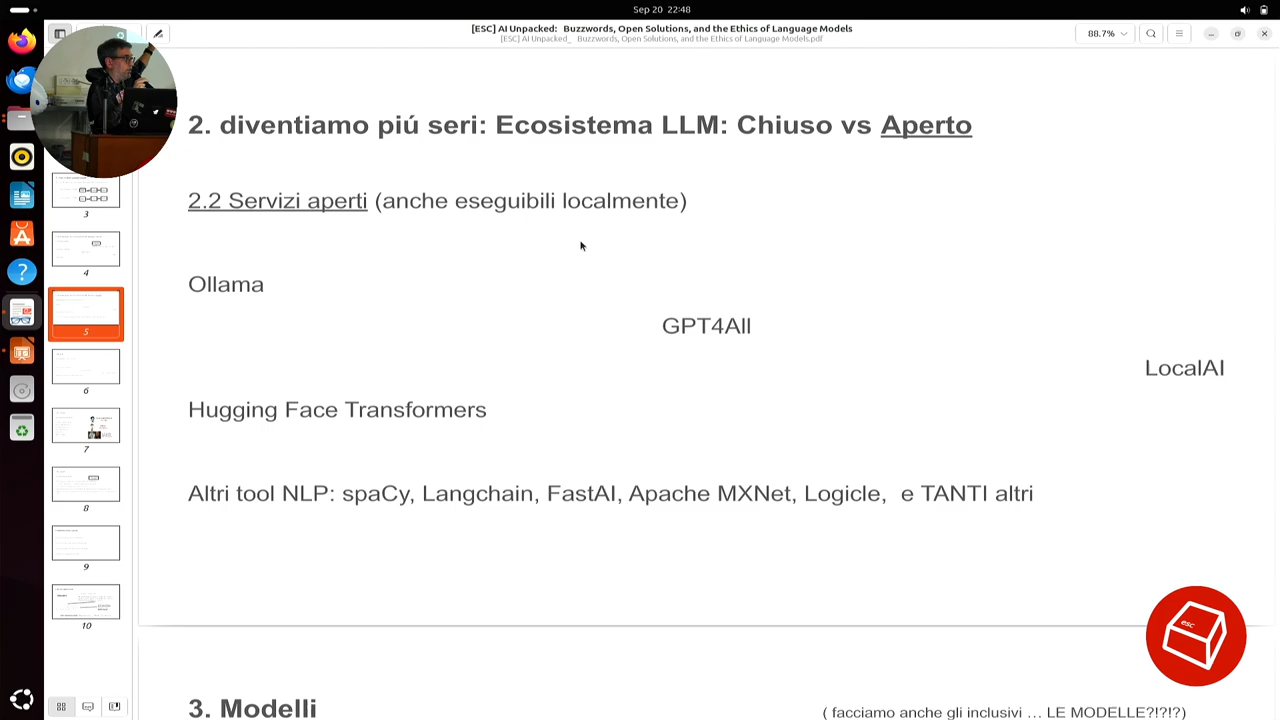 Sep 20 22:48
[ESC] AI Unpacked: Buzzwords, Open Solutions, and the Ethics of Language Models
[ESC] AI Unpacked_ Buzzwords, Open Solutions, and the Ethics of Language Models.pdf
88.7%
2. diventiamo piú seri: Ecosistema LLM: Chiuso vs Aperto
2.2 Servizi aperti (anche eseguibili localmente)
Ollama
GPT4All
LocalAI
Hugging Face Transformers
Altri tool NLP: spaCy, Langchain, FastAI, Apache MXNet, Logicle, e TANTI altri
esc
3. Modelli
( facciamo anche gli inclusivi … LE MODELLE?!?!?)
3
4
5
6
7
8
9
10